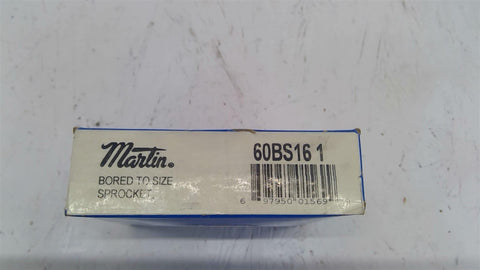 Martin.
BORED TO SIZE
SPROCKET
60BS16 1
6 97950 01569